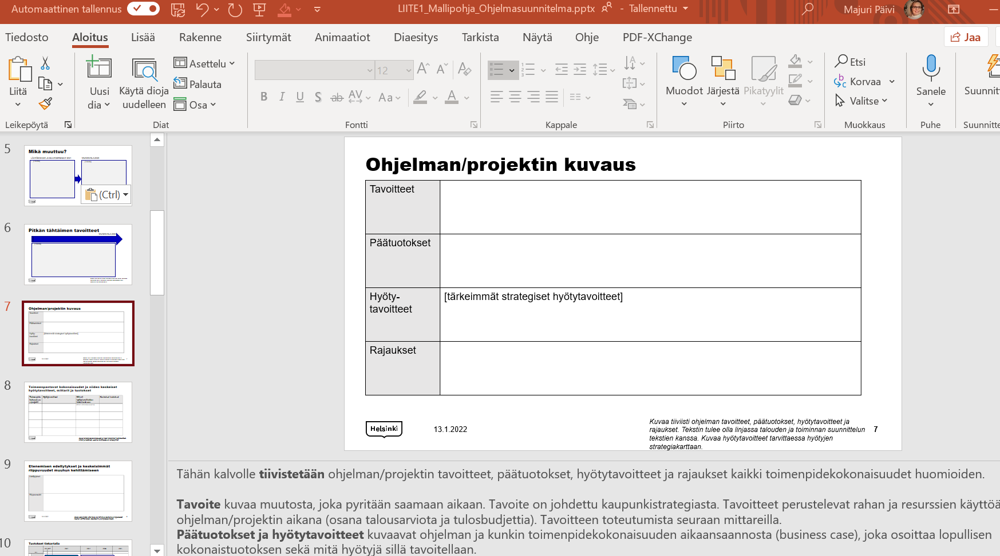 Automaattinen tallennus
LIITE1_Mallipohja_Ohjelmasuunnitelma.pptx - Tallennettu
Majuri Päivi
Tiedosto Aloitus Lisää Rakenne Siirtymät Animaatiot Diaesitys Tarkista Näytä Ohje PDF-XChange Jaa
Liitä
Uusi dia
Käytä dioja uudelleen
Asettelu
Palauta
Osa
12
Muodot Järjestä Pikatyylit
Etsi
Korvaa
Valitse
Sanele
Suunnitt
Leikepöytä Diat Fontti Kappale Piirto Muokkaus Puhe Suunnitte
5
Mikä muuttuu?
(Ctrl)
6
Pitkän tähtäimen tavoitteet
7
Ohjelman/projektin kuvaus
8
Toimeenpantavat kokonaisuudet ja niiden keskeiset
hyötytavoitteet, mittarit ja tuotokset
9
Etenemisen edellytykset ja keskeisimmät
riippuvuudet muuhun kehittämiseen
10
Tuotokset tiekartalla
Ohjelman/projektin kuvaus
Tavoitteet
Päätuotokset
Hyöty-
tavoitteet
[tärkeimmät strategiset hyötytavoitteet]
Rajaukset
Helsinki
13.1.2022
Kuvaa tiiviisti ohjelman tavoitteet, päätuotokset, hyötytavoitteet ja
rajaukset. Tekstin tulee olla linjassa talouden ja toiminnan suunnittelun
tekstien kanssa. Kuvaa hyötytavoitteet tarvittaessa hyötyjen
strategiakarttaan.
7
Tähän kalvolle tiivistetään ohjelman/projektin tavoitteet, päätuotokset, hyötytavoitteet ja rajaukset kaikki toimenpidekokonaisuudet huomioiden.
Tavoite kuvaa muutosta, joka pyritään saamaan aikaan. Tavoite on johdettu kaupunkistrategiasta. Tavoitteet perustelevat rahan ja resurssien käyttöä
ohjelman/projektin aikana (osana talousarviota ja tulosbudjettia). Tavoitteen toteutumista seuraan mittareilla.
Päätuotokset ja hyötytavoitteet kuvaavat ohjelman ja kunkin toimenpidekokonaisuuden aikaansaannosta (business case), joka osoittaa lopullisen
kokonaistuotoksen sekä mitä hyötyjä sillä tavoitellaan.